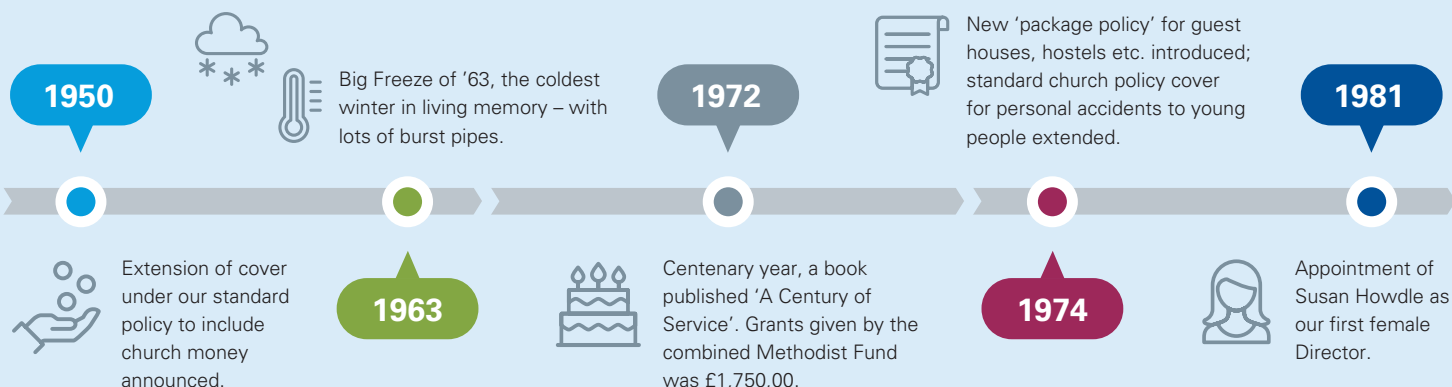 1950
Extension of cover
under our standard
policy to include
church money
announced.
Big Freeze of ’63, the coldest
winter in living memory – with
lots of burst pipes.
1963
1972
Centenary year, a book
published ‘A Century of
Service’. Grants given by the
combined Methodist Fund
was £1,750.00.
New ‘package policy’ for guest
houses, hostels etc. introduced;
standard church policy cover
for personal accidents to young
people extended.
1974
1981
Appointment of
Susan Howdle as
our first female
Director.